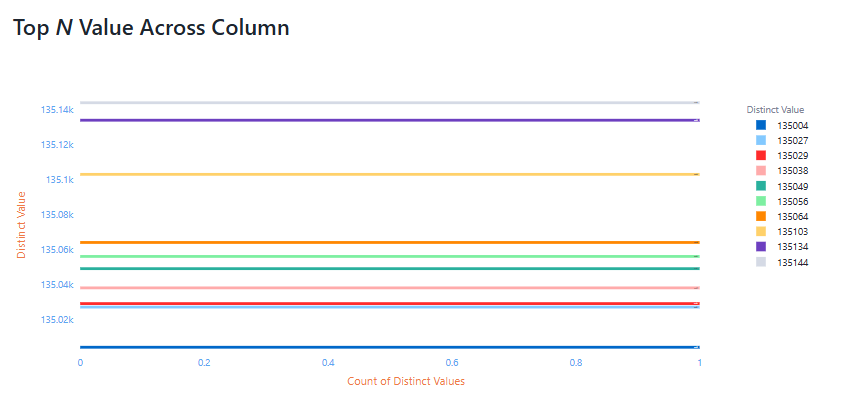 Top N Value Across Column
135.14k
135.12k
135.1k
135.08k
135.06k
135.04k
135.02k
Distinct Value
0 0.2 0.4 0.6 0.8 1
Count of Distinct Values
Distinct Value
135004
135027
135029
135038
135049
135056
135064
135103
135134
135144